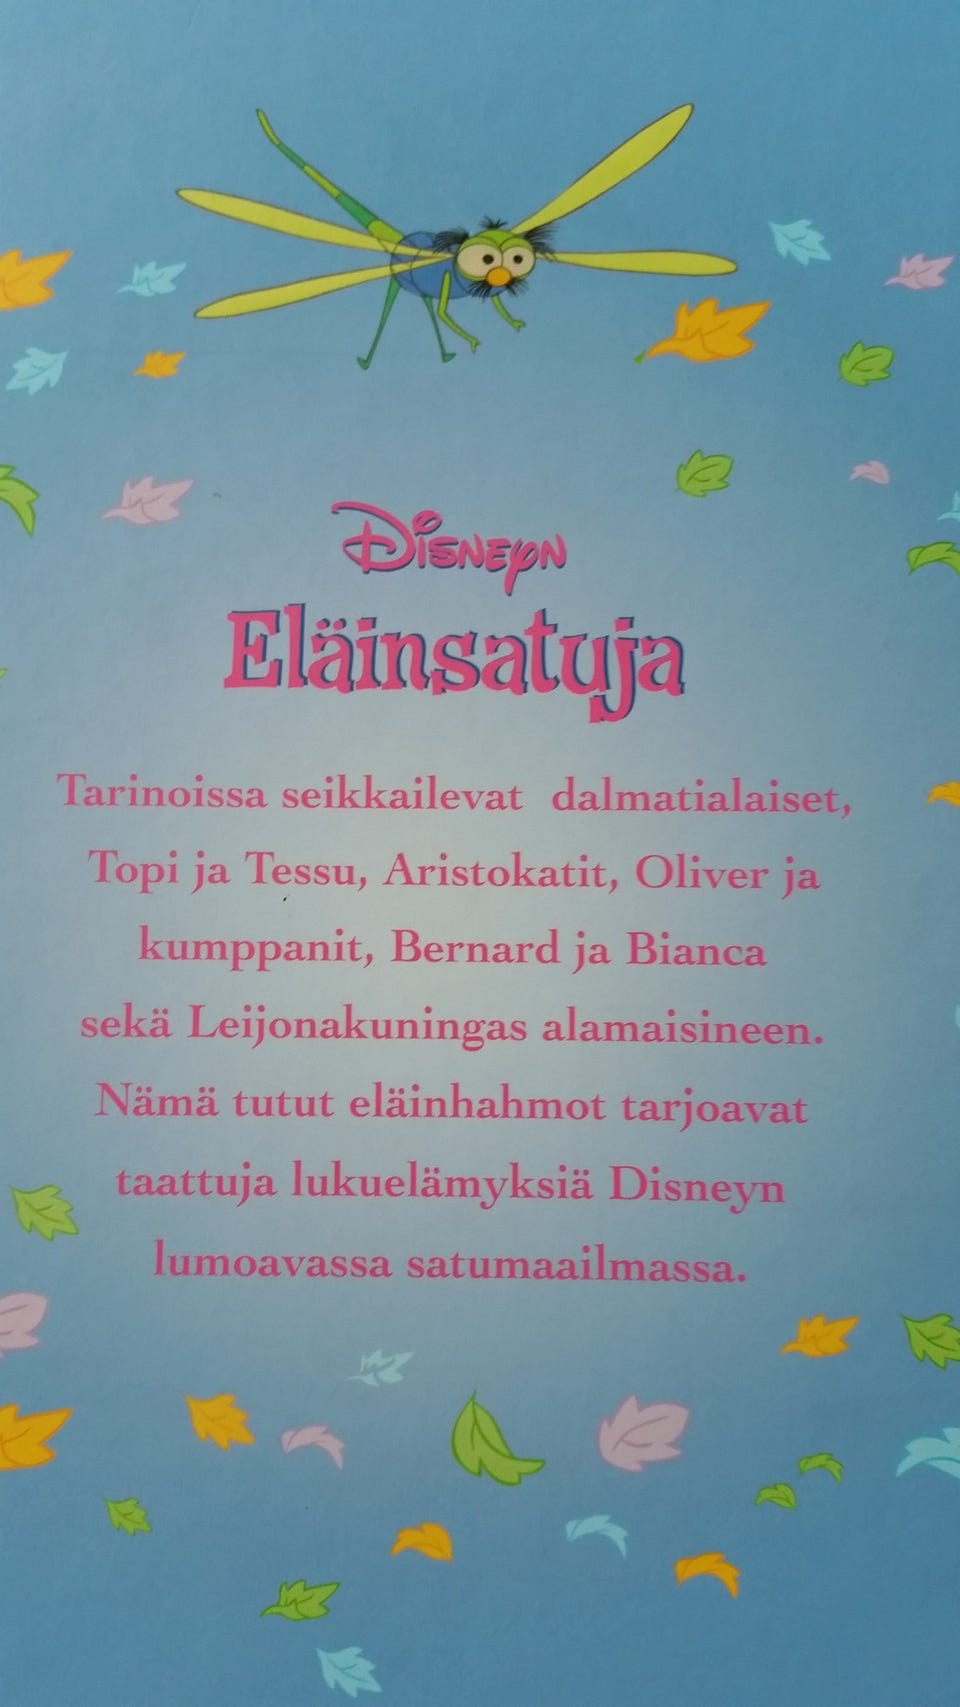 Disneyn
Eläinsatuja
Tarinoissa seikkailevat dalmatialaiset,
Topi ja Tessu, Aristokatit, Oliver ja
kumppanit, Bernard ja Bianca
sekä Leijonakuningas alamaisineen.
Nämä tutut eläinhahmot tarjoavat
taattuja lukuelämyksiä Disneyn
lumoavassa satumaailmassa.